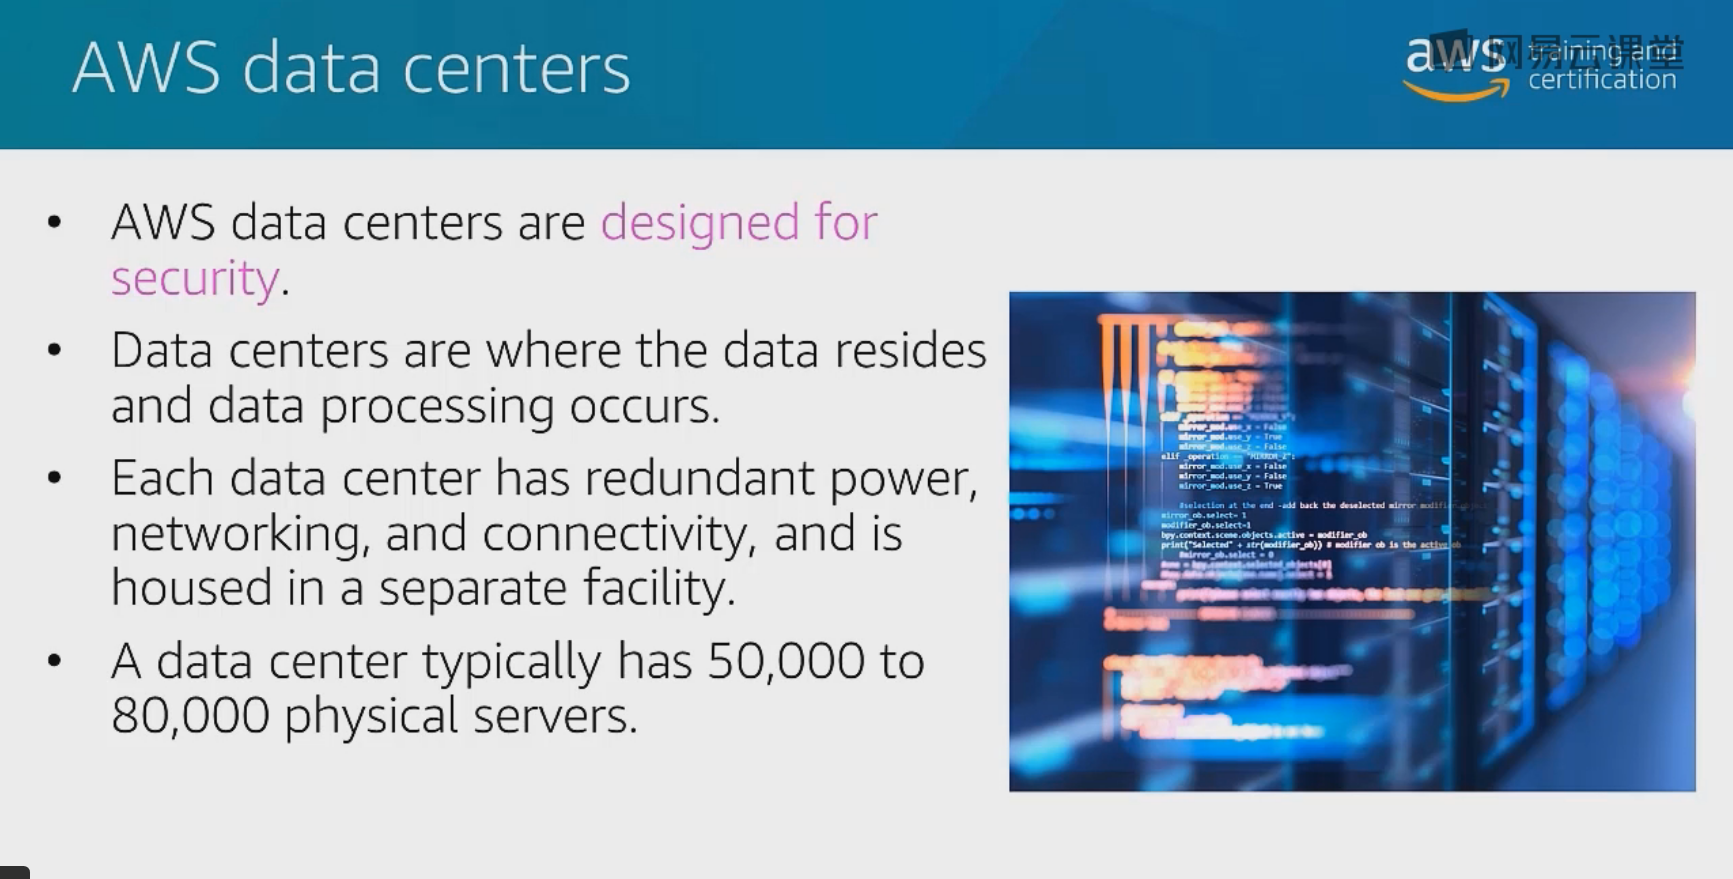 AWS data centers
aws training and
certification
网易云课堂
• AWS data centers are designed for
security.
• Data centers are where the data resides
and data processing occurs.
• Each data center has redundant power,
networking, and connectivity, and is
housed in a separate facility.
• A data center typically has 50,000 to
80,000 physical servers.
mirror_mod.use_x = False
mirror_mod.use_y = True
mirror_mod.use_z = False
elif _operation == "MIRROR_Z":
mirror_mod.use_x = False
mirror_mod.use_y = False
mirror_mod.use_z = True
#selection at the end -add back the deselected mirror modifier
mirror_ob.select= 1
modifier_ob.select=1
bpy.context.scene.objects.active = modifier_ob
print("Selected" + str(modifier_ob)) # modifier ob is the active ob
#mirror_ob.select = 0